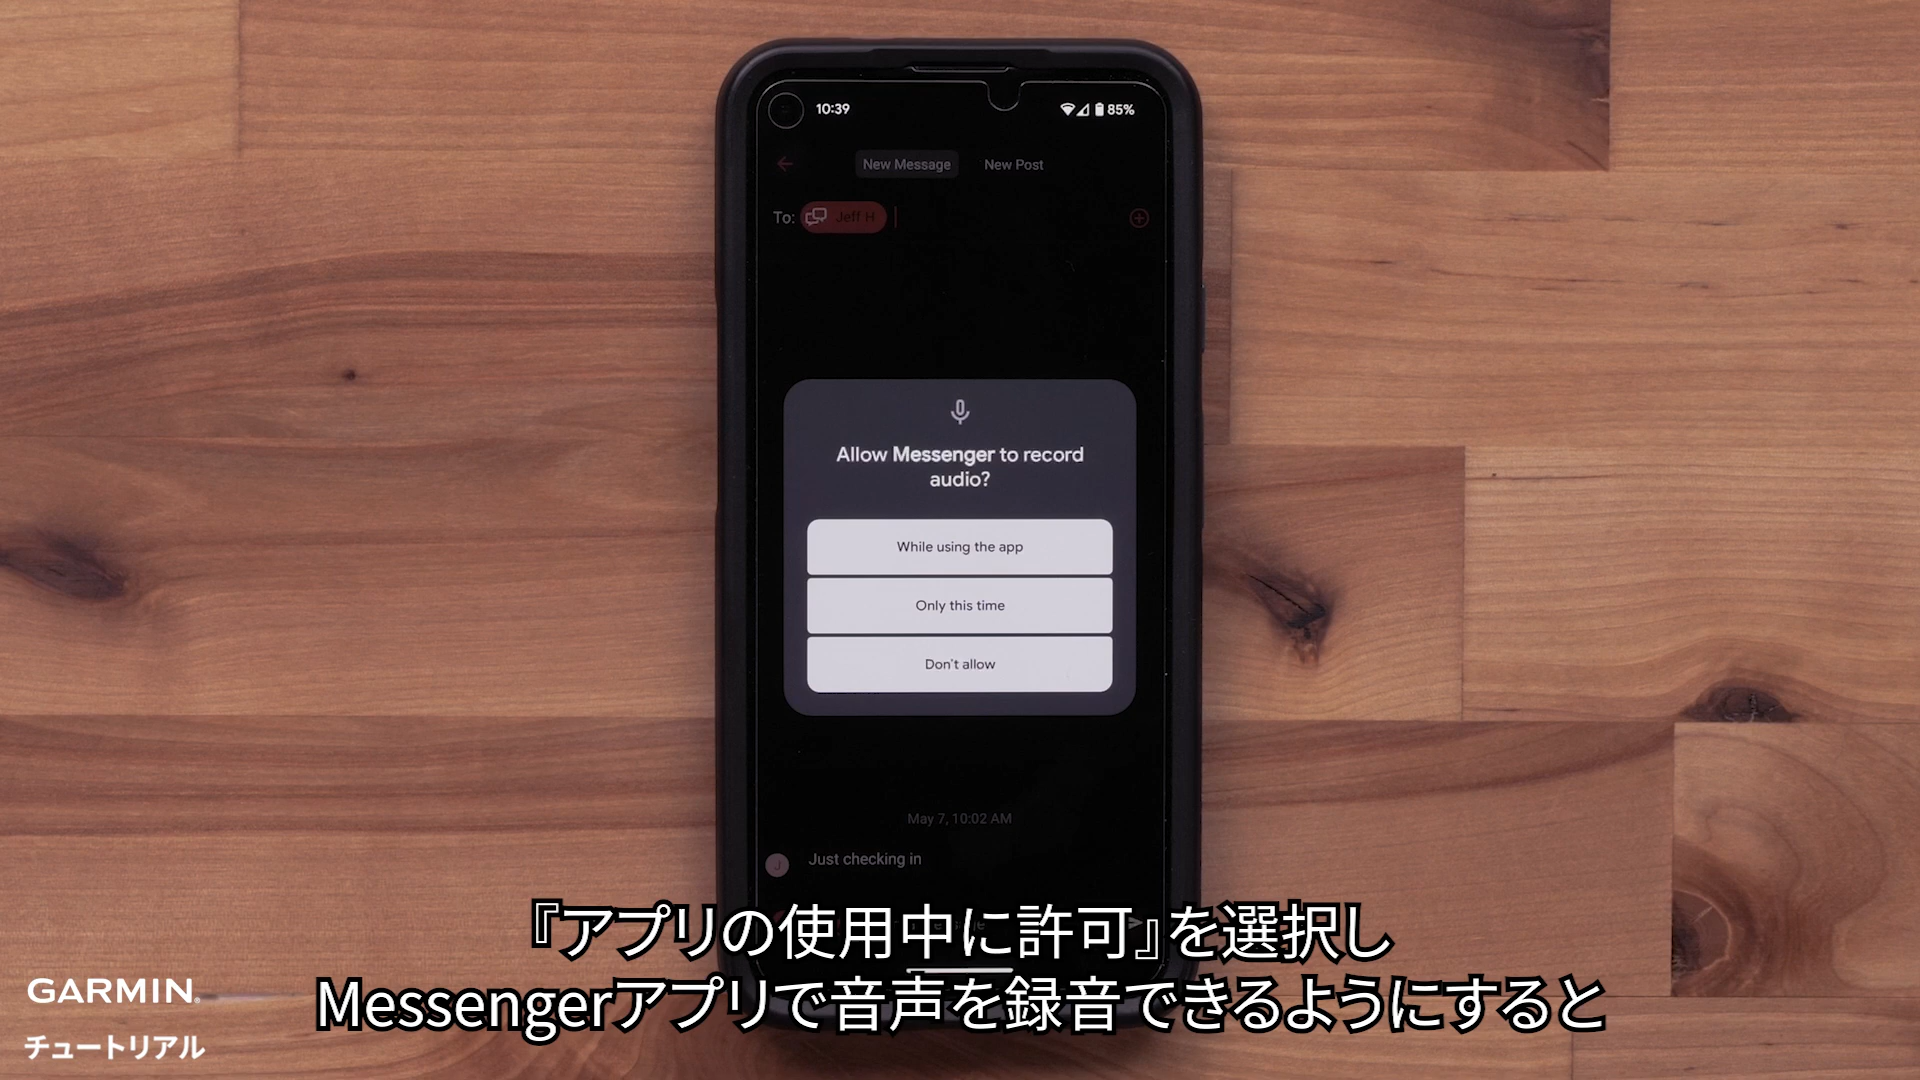 10:39
85%
New Message New Post
To: Jeff H
Allow Messenger to record
audio?
While using the app
Only this time
Don't allow
May 7, 10:02 AM
J
Just checking in
『アプリの使用中に許可』を選択し
Messengerアプリで音声を録音できるようにすると
GARMIN
チュートリアル